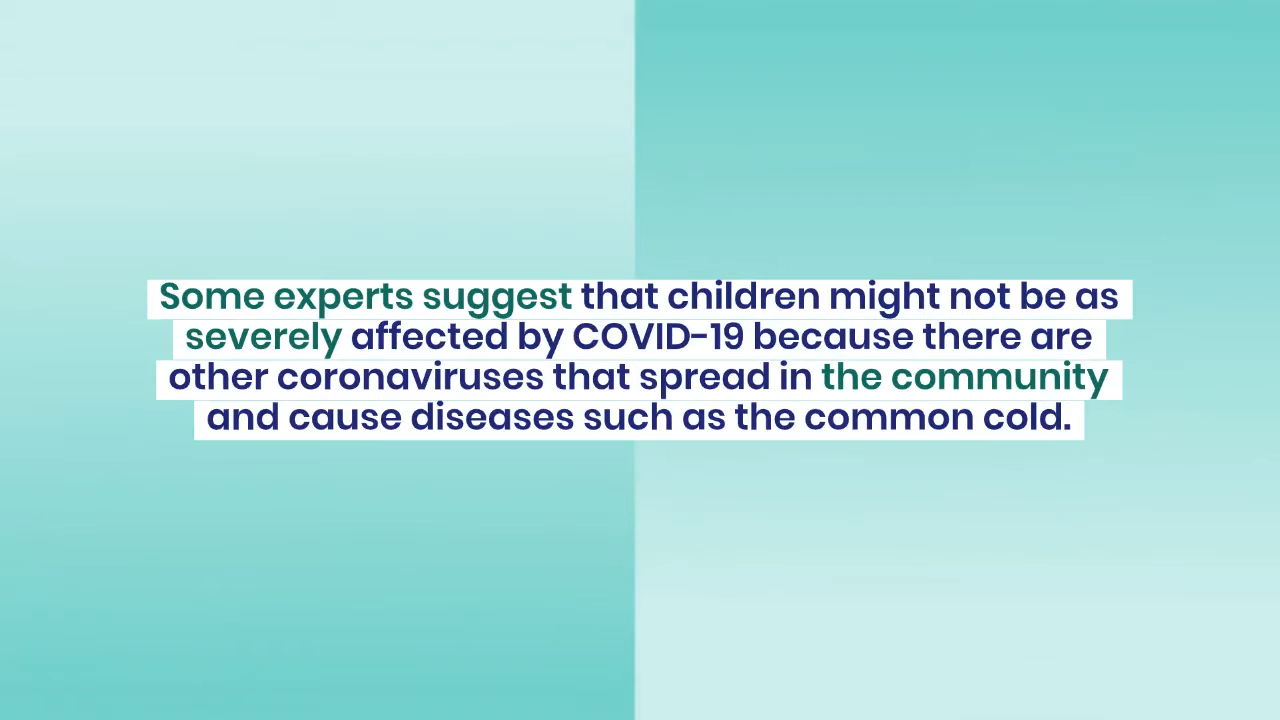 Some experts suggest that children might not be as
severely affected by COVID-19 because there are
other coronaviruses that spread in the community
and cause diseases such as the common cold.